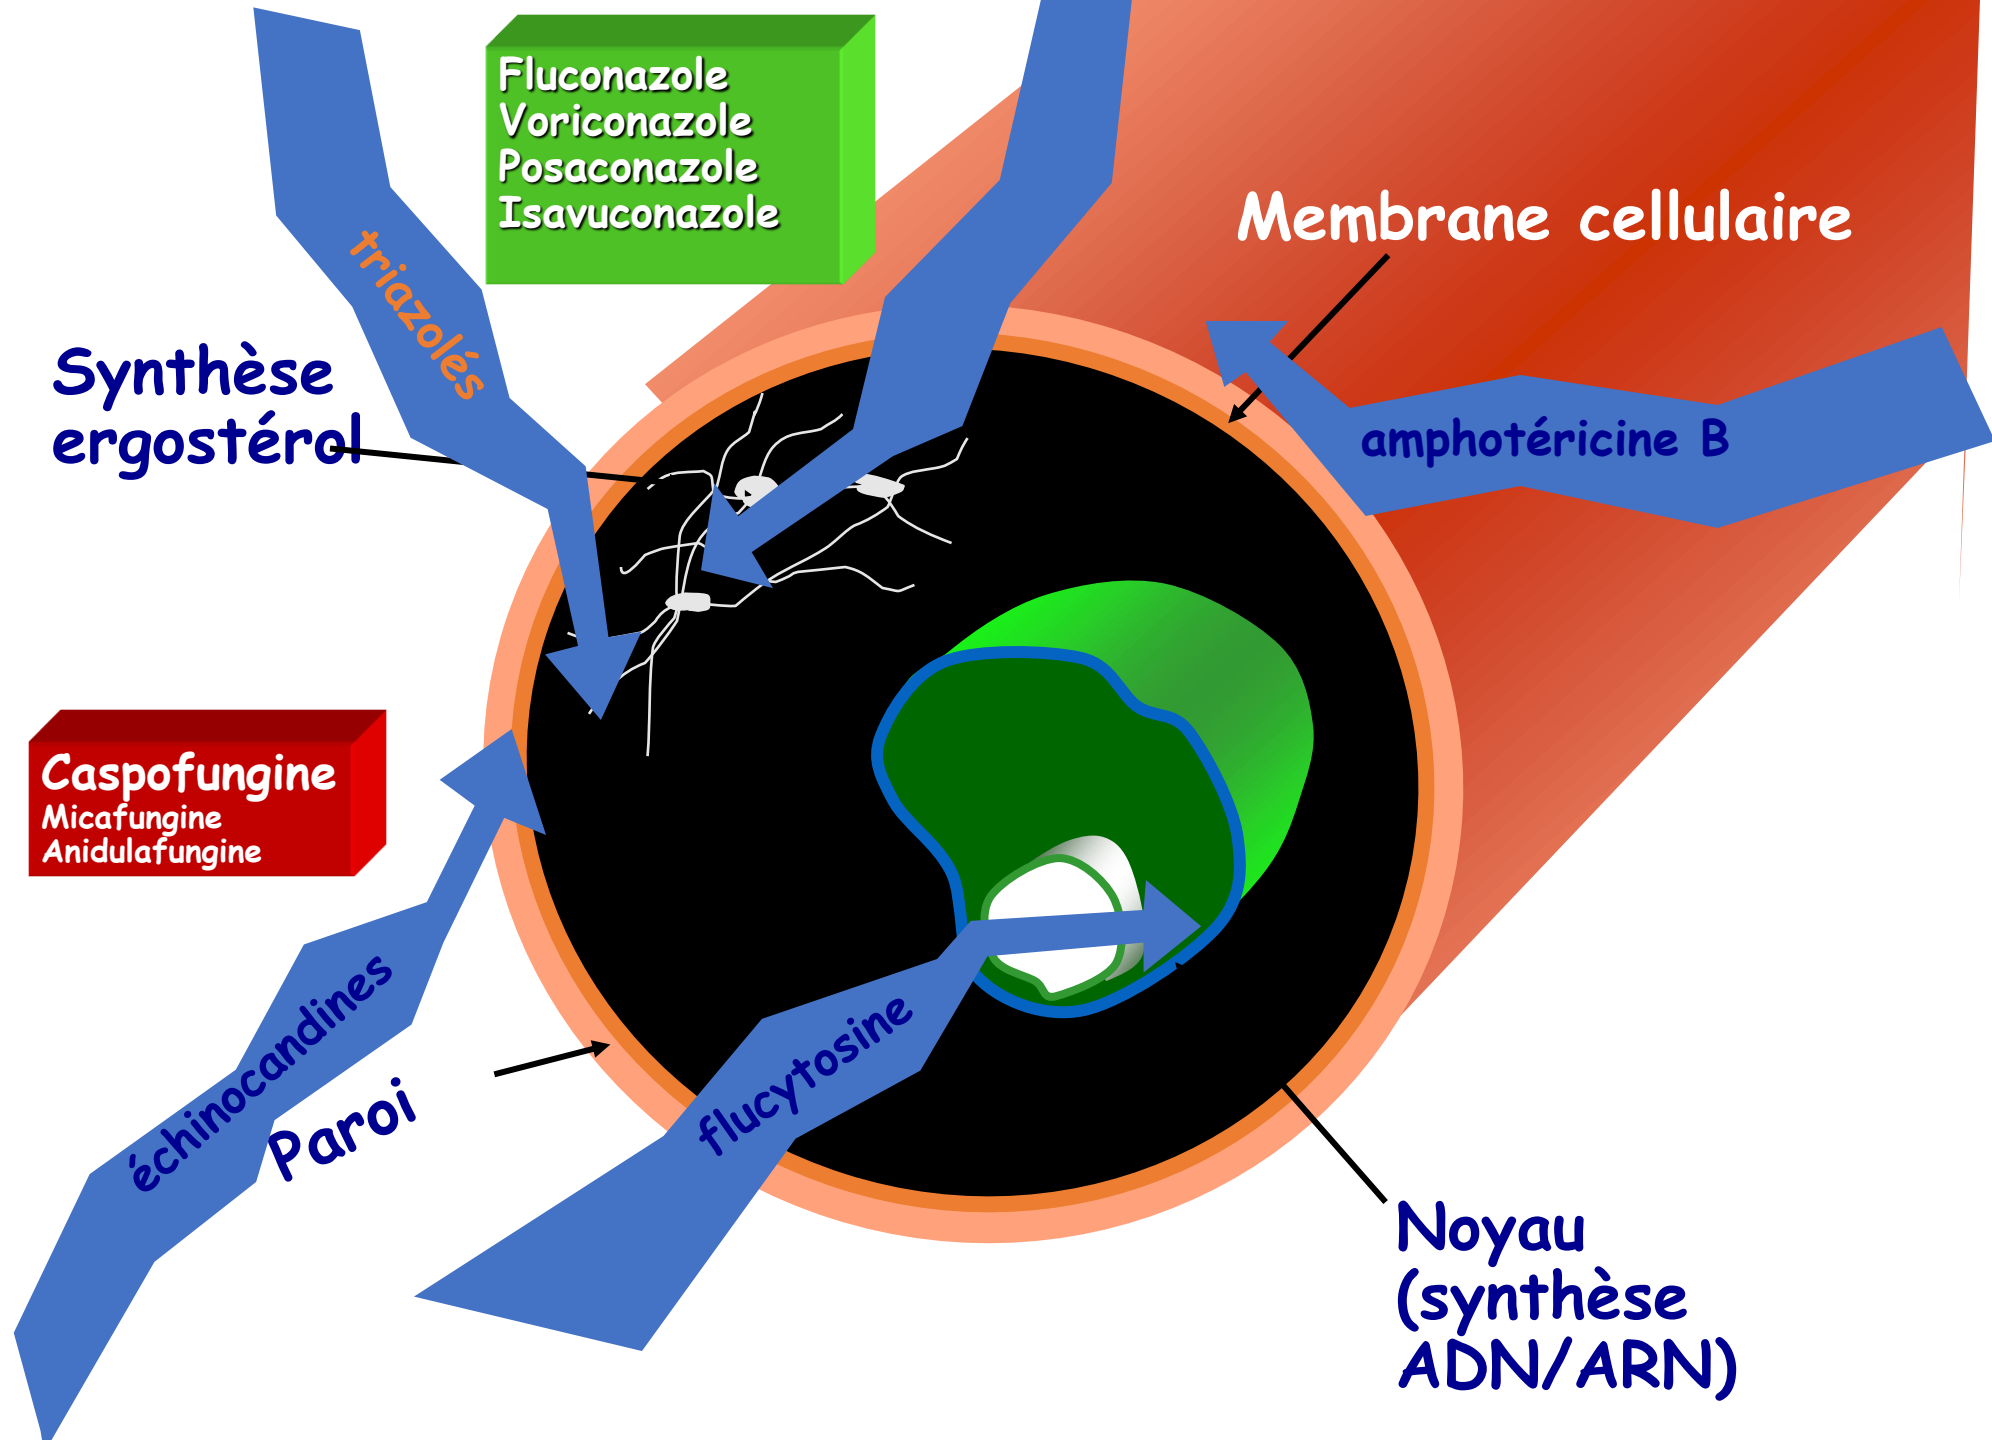 Fluconazole
Voriconazole
Posaconazole
Isavuconazole
Membrane cellulaire
triazolés
Synthèse
ergostérol
amphotéricine B
Caspofungine
Micafungine
Anidulafungine
échinocandines
Paroi
flucytosine
Noyau
(synthèse
ADN/ARN)